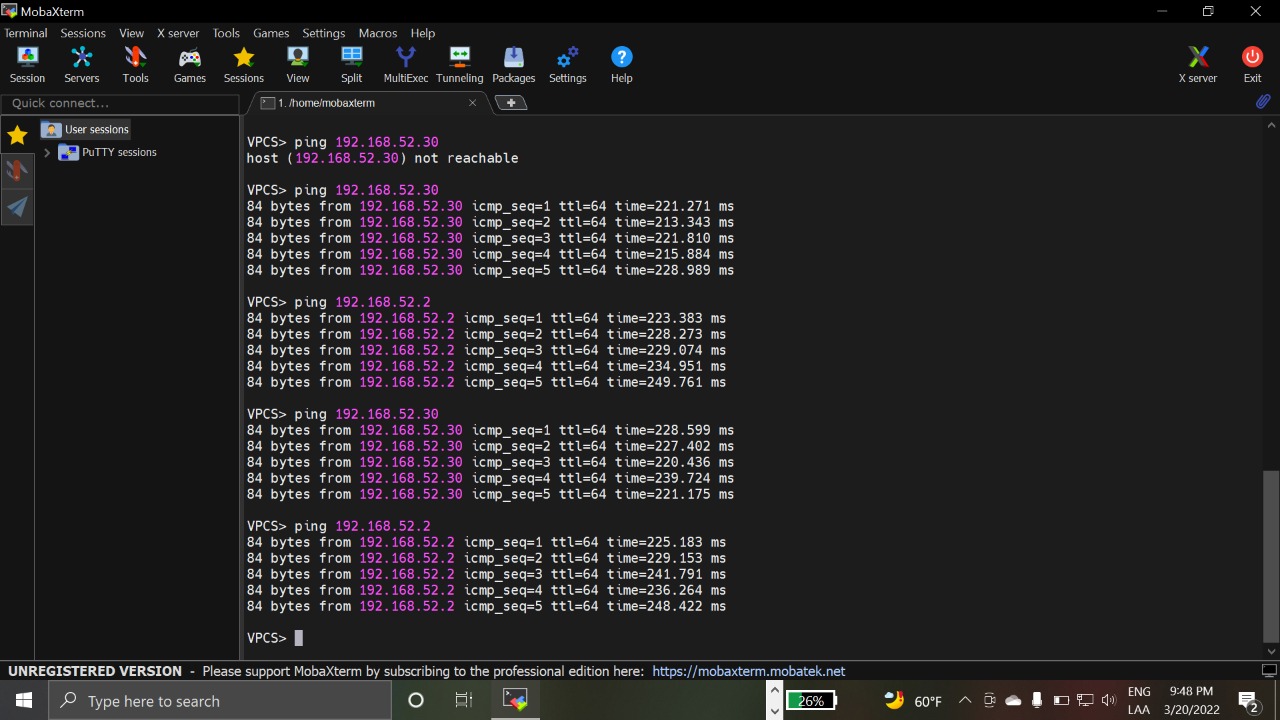 MobaXterm
Terminal Sessions View X server Tools Games Settings Macros Help
Session Servers Tools Games Sessions View Split MultiExec Tunneling Packages Settings Help X server Exit
Quick connect...
1. /home/mobaxterm
User sessions
PuTTY sessions
VPCS> ping 192.168.52.30
host (192.168.52.30) not reachable
VPCS> ping 192.168.52.30
84 bytes from 192.168.52.30 icmp_seq=1 ttl=64 time=221.271 ms
84 bytes from 192.168.52.30 icmp_seq=2 ttl=64 time=213.343 ms
84 bytes from 192.168.52.30 icmp_seq=3 ttl=64 time=221.810 ms
84 bytes from 192.168.52.30 icmp_seq=4 ttl=64 time=215.884 ms
84 bytes from 192.168.52.30 icmp_seq=5 ttl=64 time=228.989 ms
VPCS> ping 192.168.52.2
84 bytes from 192.168.52.2 icmp_seq=1 ttl=64 time=223.383 ms
84 bytes from 192.168.52.2 icmp_seq=2 ttl=64 time=228.273 ms
84 bytes from 192.168.52.2 icmp_seq=3 ttl=64 time=229.074 ms
84 bytes from 192.168.52.2 icmp_seq=4 ttl=64 time=234.951 ms
84 bytes from 192.168.52.2 icmp_seq=5 ttl=64 time=249.761 ms
VPCS> ping 192.168.52.30
84 bytes from 192.168.52.30 icmp_seq=1 ttl=64 time=228.599 ms
84 bytes from 192.168.52.30 icmp_seq=2 ttl=64 time=227.402 ms
84 bytes from 192.168.52.30 icmp_seq=3 ttl=64 time=220.436 ms
84 bytes from 192.168.52.30 icmp_seq=4 ttl=64 time=239.724 ms
84 bytes from 192.168.52.30 icmp_seq=5 ttl=64 time=221.175 ms
VPCS> ping 192.168.52.2
84 bytes from 192.168.52.2 icmp_seq=1 ttl=64 time=225.183 ms
84 bytes from 192.168.52.2 icmp_seq=2 ttl=64 time=229.153 ms
84 bytes from 192.168.52.2 icmp_seq=3 ttl=64 time=241.791 ms
84 bytes from 192.168.52.2 icmp_seq=4 ttl=64 time=236.264 ms
84 bytes from 192.168.52.2 icmp_seq=5 ttl=64 time=248.422 ms
VPCS>
UNREGISTERED VERSION - Please support MobaXterm by subscribing to the professional edition here: https://mobaxterm.mobatek.net
Type here to search
26%
60°F
ENG
LAA
9:48 PM
3/20/2022
2